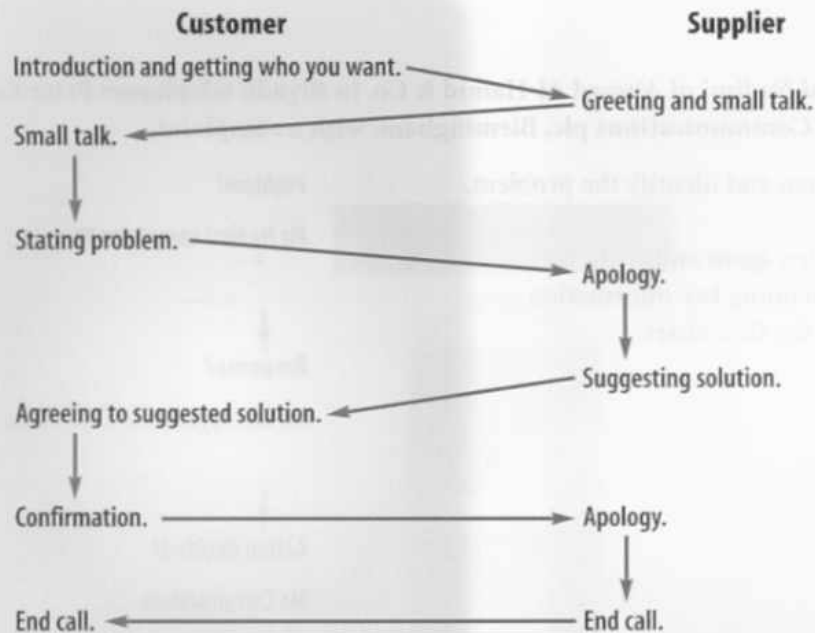 Customer Supplier
Introduction and getting who you want.
Greeting and small talk.
Small talk.
Stating problem.
Apology.
Suggesting solution.
Agreeing to suggested solution.
Confirmation. Apology.
End call. End call.